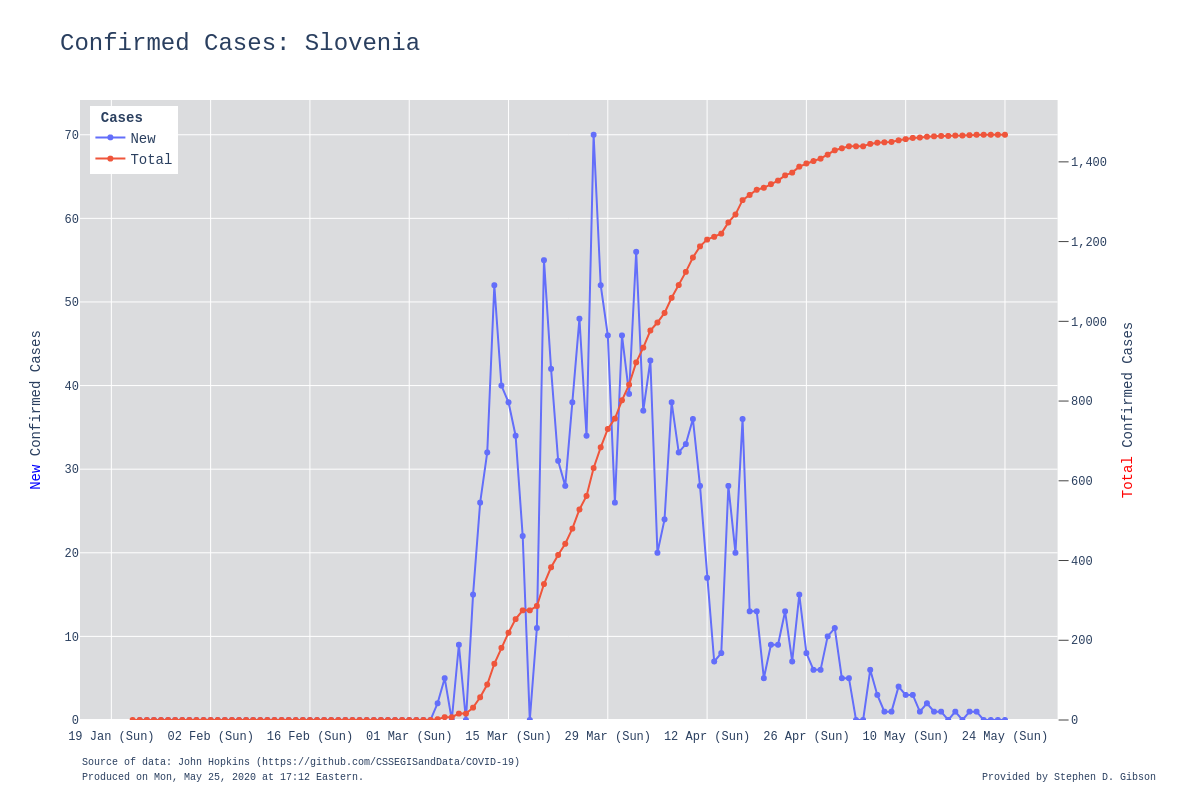 Confirmed Cases: Slovenia
Cases
New
Total
70
60
50
40
30
20
10
0
1,400
1,200
1,000
800
600
400
200
0
New Confirmed Cases
Total Confirmed Cases
19 Jan (Sun) 02 Feb (Sun) 16 Feb (Sun) 01 Mar (Sun) 15 Mar (Sun) 29 Mar (Sun) 12 Apr (Sun) 26 Apr (Sun) 10 May (Sun) 24 May (Sun)
Source of data: John Hopkins (https://github.com/CSSEGISandData/COVID-19)
Produced on Mon, May 25, 2020 at 17:12 Eastern.
Provided by Stephen D. Gibson